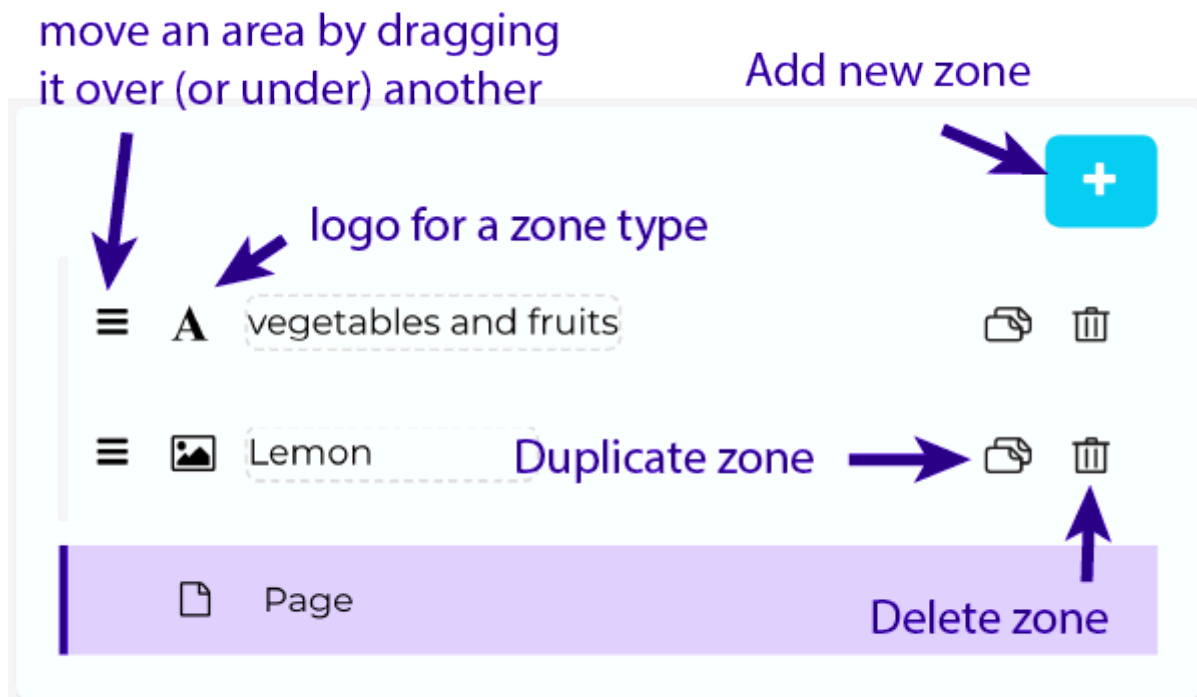 move an area by dragging
it over (or under) another
Add new zone
+
logo for a zone type
A vegetables and fruits
Lemon
Duplicate zone
Page
Delete zone